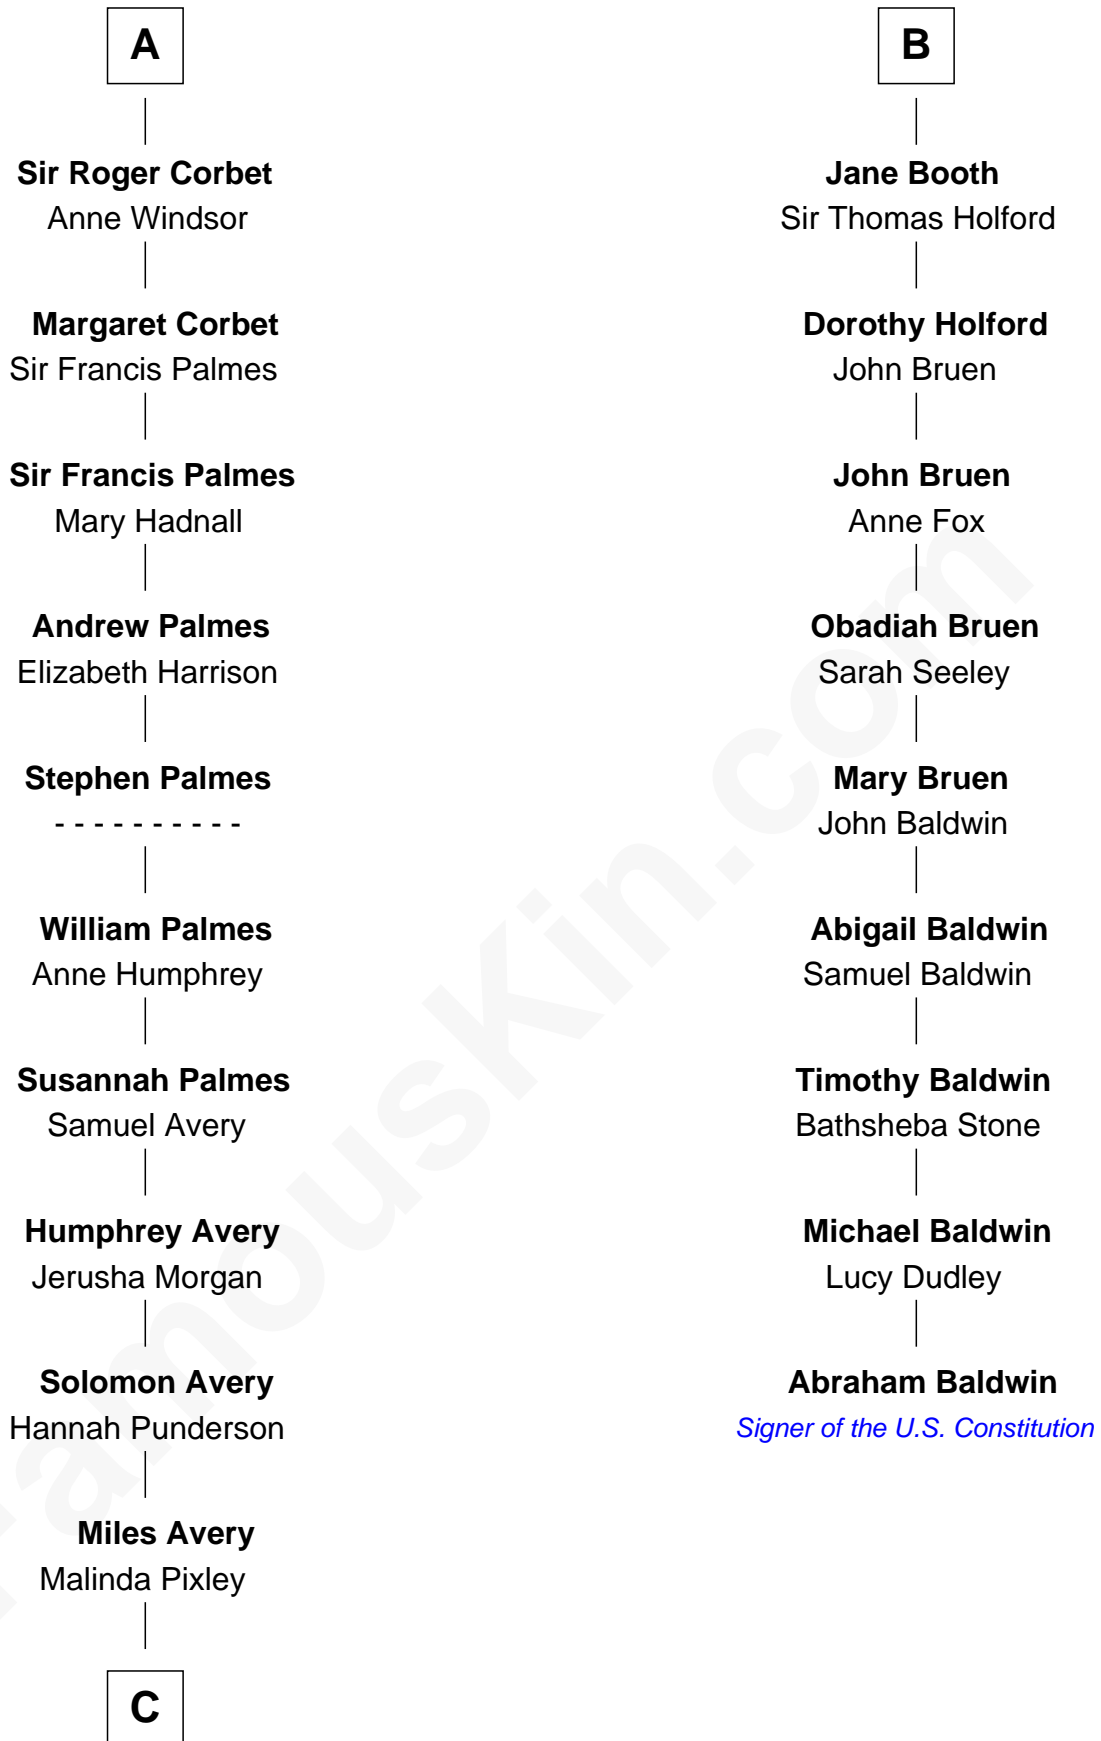 A
Sir Roger Corbet
Anne Windsor
Margaret Corbet
Sir Francis Palmes
Sir Francis Palmes
Mary Hadnall
Andrew Palmes
Elizabeth Harrison
Stephen Palmes
- - - - - - - - - -
William Palmes
Anne Humphrey
Susannah Palmes
Samuel Avery
Humphrey Avery
Jerusha Morgan
Solomon Avery
Hannah Punderson
Miles Avery
Malinda Pixley
C
B
Jane Booth
Sir Thomas Holford
Dorothy Holford
John Bruen
John Bruen
Anne Fox
Obadiah Bruen
Sarah Seeley
Mary Bruen
John Baldwin
Abigail Baldwin
Samuel Baldwin
Timothy Baldwin
Bathsheba Stone
Michael Baldwin
Lucy Dudley
Abraham Baldwin
Signer of the U.S. Constitution
FamousKin.com